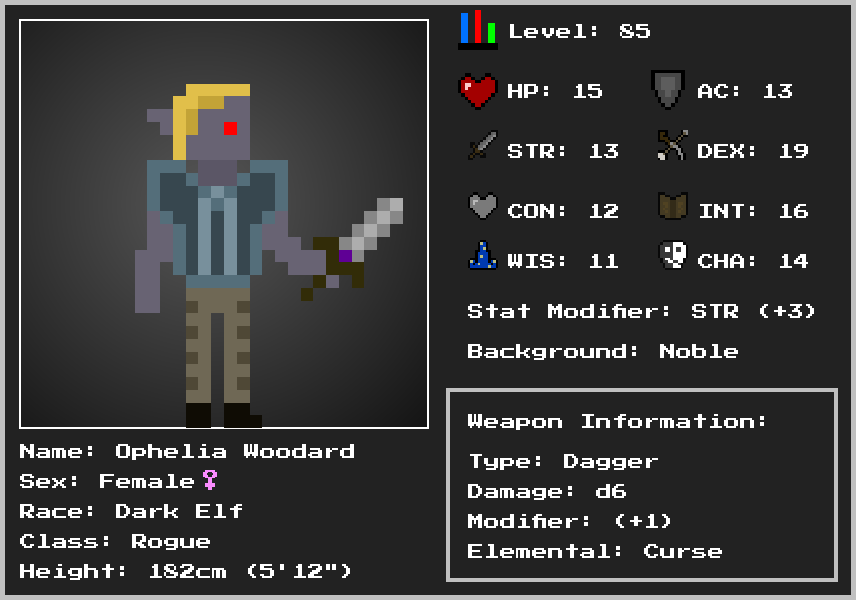 Level: 85
HP: 15
AC: 13
STR: 13
DEX: 19
CON: 12
INT: 16
WIS: 11
CHA: 14
Stat Modifier: STR (+3)
Background: Noble
Weapon Information:
Type: Dagger
Damage: d6
Modifier: (+1)
Elemental: Curse
Name: Ophelia Woodard
Sex: Female♀
Race: Dark Elf
Class: Rogue
Height: 182cm (5'12")